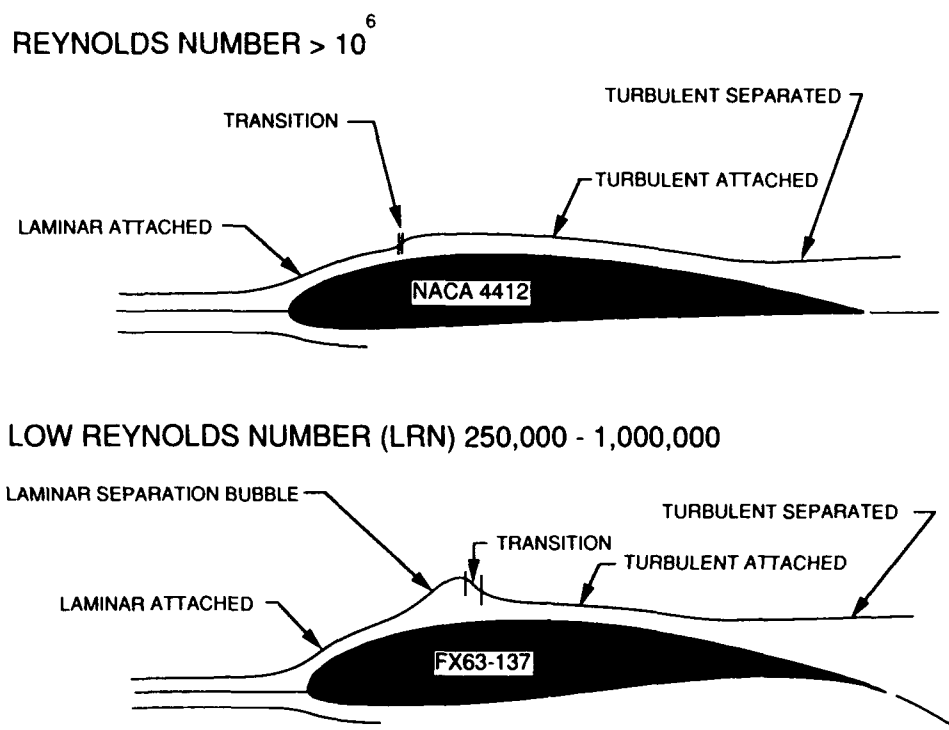 REYNOLDS NUMBER > 10^6
TURBULENT SEPARATED
TRANSITION
TURBULENT ATTACHED
LAMINAR ATTACHED
NACA 4412
LOW REYNOLDS NUMBER (LRN) 250,000 - 1,000,000
LAMINAR SEPARATION BUBBLE
TURBULENT SEPARATED
TRANSITION
TURBULENT ATTACHED
LAMINAR ATTACHED
FX63-137